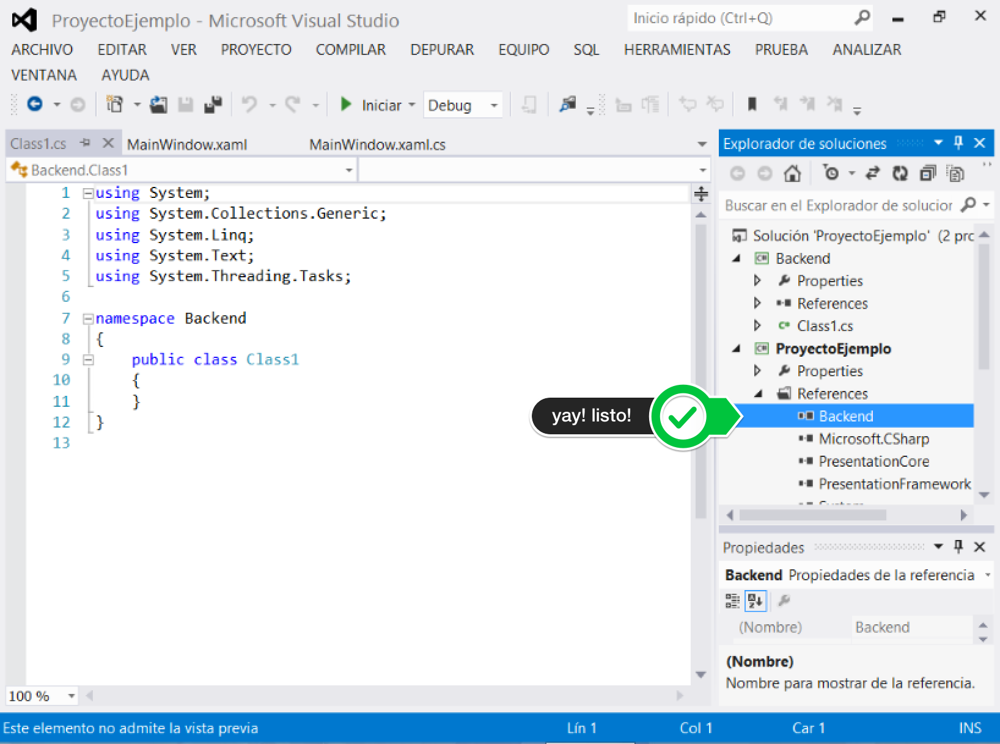 ProyectoEjemplo - Microsoft Visual Studio
Inicio rápido (Ctrl+Q)
ARCHIVO EDITAR VER PROYECTO COMPILAR DEPURAR EQUIPO SQL HERRAMIENTAS PRUEBA ANALIZAR
VENTANA AYUDA
Iniciar Debug
Class1.cs MainWindow.xaml MainWindow.xaml.cs
Backend.Class1
1 using System;
2 using System.Collections.Generic;
3 using System.Linq;
4 using System.Text;
5 using System.Threading.Tasks;
6
7 namespace Backend
8 {
9 public class Class1
10 {
11 }
12 }
13
100 %
yay! listo!
Explorador de soluciones
Buscar en el Explorador de solucior
Solución 'ProyectoEjemplo' (2 prc
Backend
Properties
References
Class1.cs
ProyectoEjemplo
Properties
References
Backend
Microsoft.CSharp
PresentationCore
PresentationFramework
Propiedades
Backend Propiedades de la referencia
(Nombre) Backend
(Nombre)
Nombre para mostrar de la referencia.
Este elemento no admite la vista previa Lín 1 Col 1 Car 1 INS